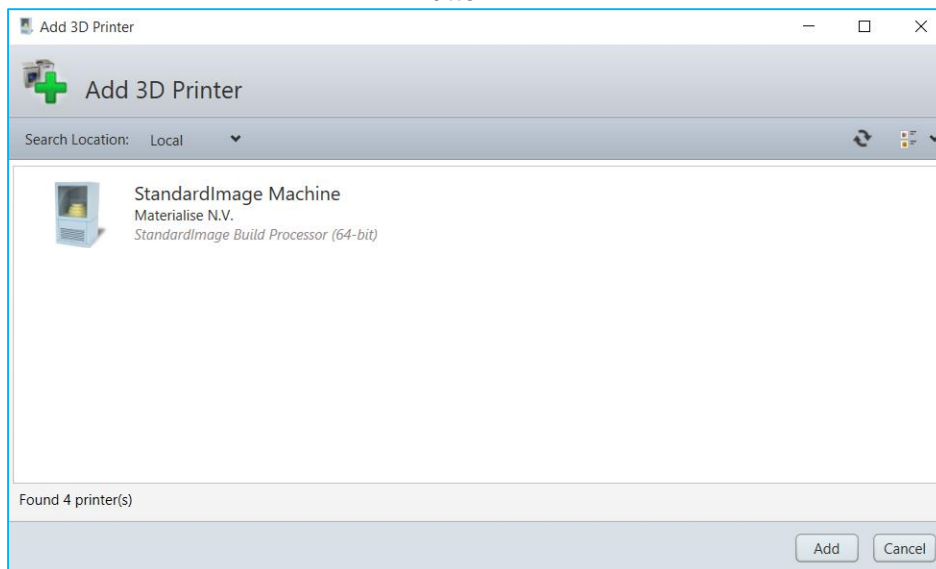 Add 3D Printer
Add 3D Printer
Search Location: Local
StandardImage Machine
Materialise N.V.
StandardImage Build Processor (64-bit)
Found 4 printer(s)
Add Cancel